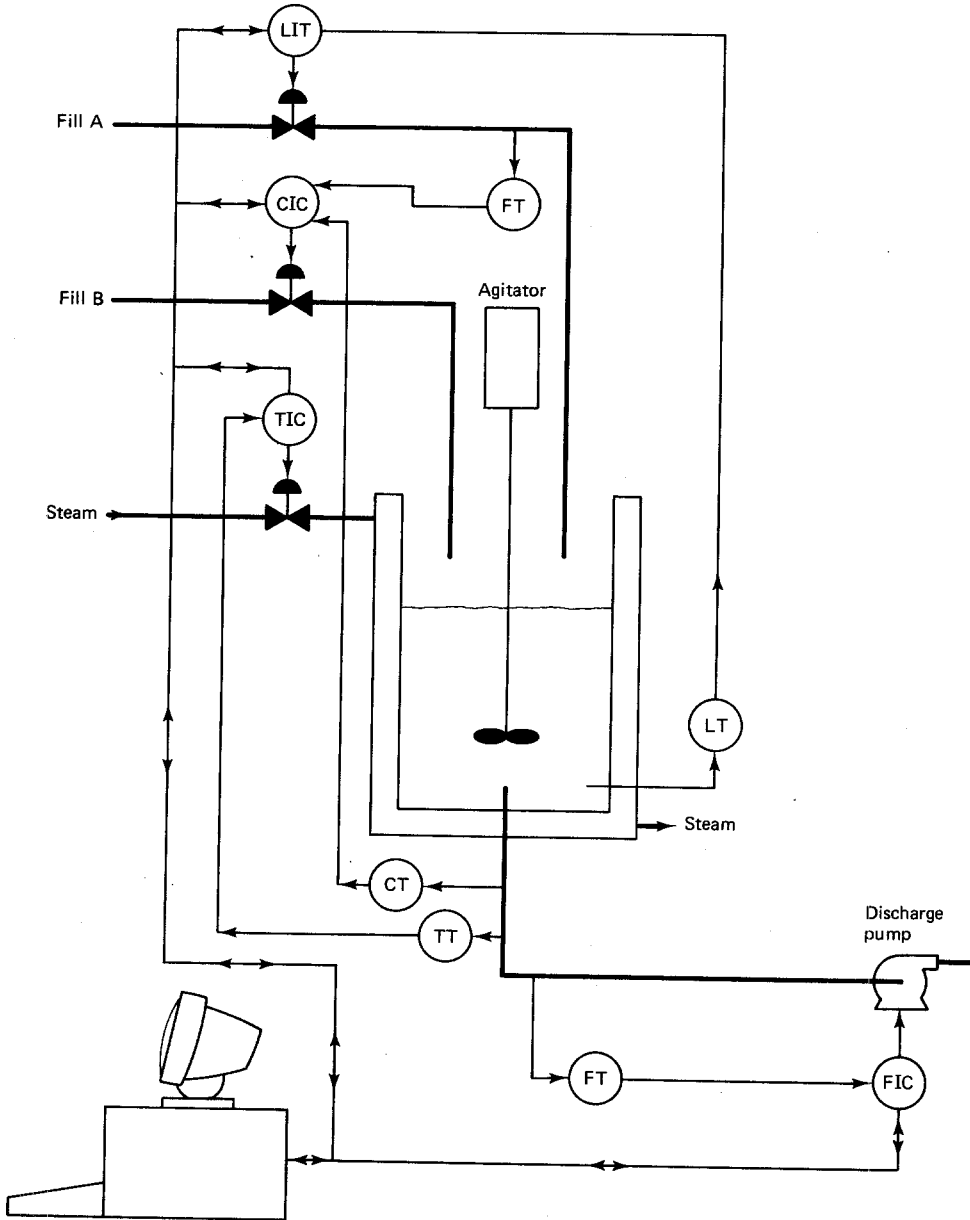 LIT
Fill A
CIC
FT
Fill B
Agitator
TIC
Steam
LT
Steam
CT
TT
Discharge
pump
FT
FIC